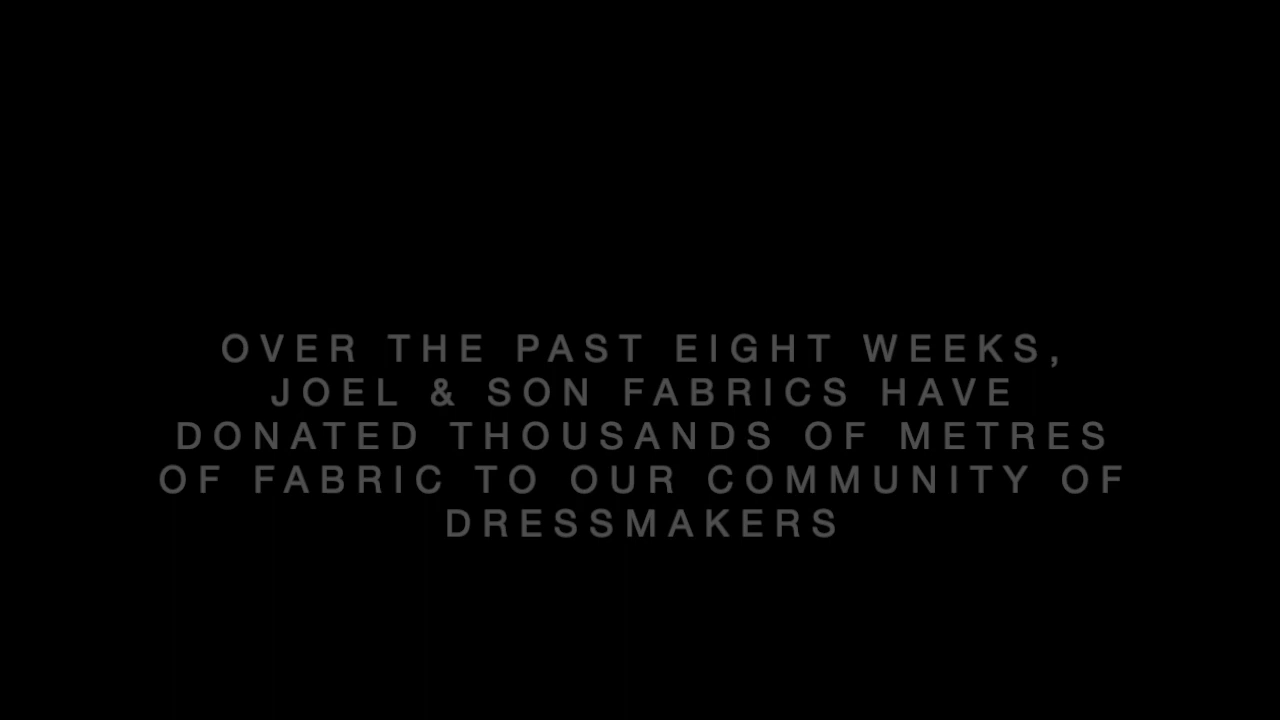 OVER THE PAST EIGHT WEEKS,
JOEL & SON FABRICS HAVE
DONATED THOUSANDS OF METRES
OF FABRIC TO OUR COMMUNITY OF
DRESSMAKERS